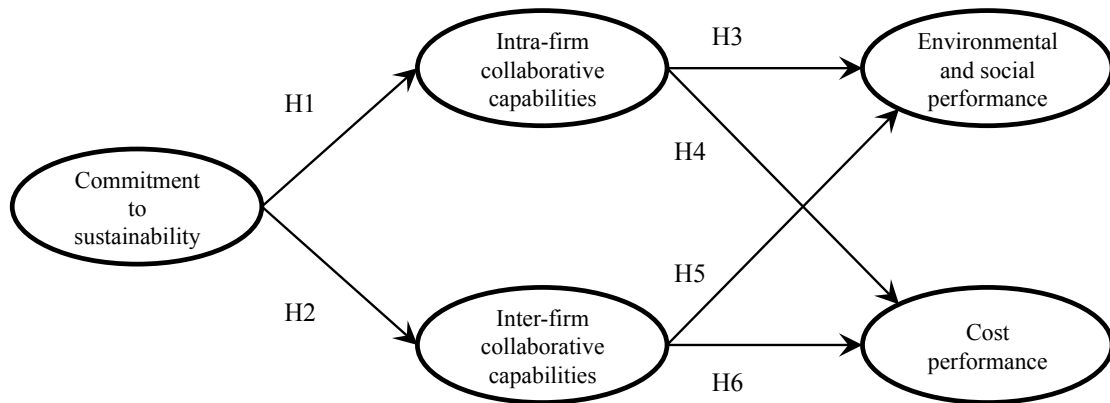 Intra-firm
collaborative
capabilities
H3
Environmental
and social
performance
H1
H4
Commitment
to
sustainability
H2
H5
Inter-firm
collaborative
capabilities
H6
Cost
performance